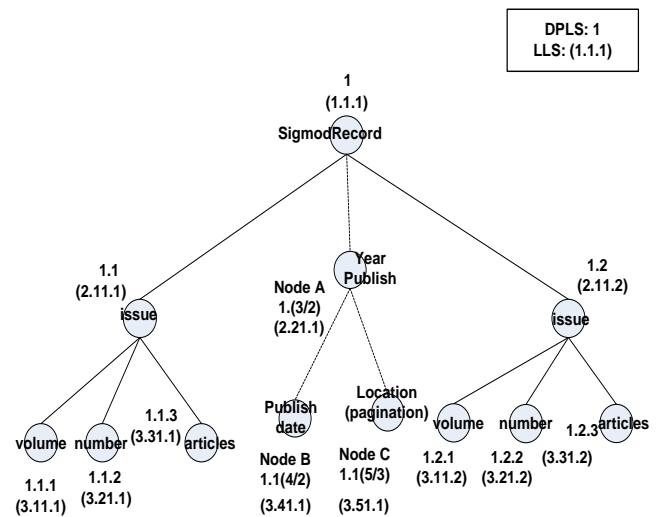 DPLS: 1
LLS: (1.1.1)
1
(1.1.1)
SigmodRecord
1.1
(2.11.1)
issue
Year
Publish
Node A
1.(3/2)
(2.21.1)
1.2
(2.11.2)
issue
volume
1.1.1
(3.11.1)
number
1.1.2
(3.21.1)
1.1.3
(3.31.1)
articles
Publish
date
Node B
1.1(4/2)
(3.41.1)
Location
(pagination)
Node C
1.1(5/3)
(3.51.1)
volume
1.2.1
(3.11.2)
number
1.2.2
(3.21.2)
1.2.3
(3.31.2)
articles